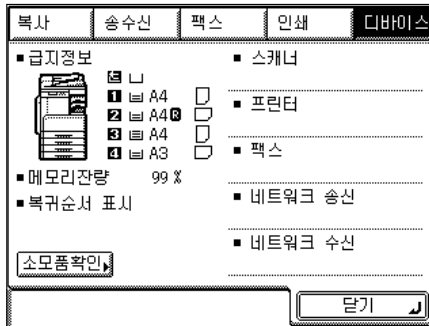 복사 송수신 팩스 인쇄 디바이스
■ 급지정보
1 A4
2 A4 R
3 A4
4 A3
■ 메모리잔량 99 %
■ 복귀순서 표시
소모품확인
■ 스캐너
■ 프린터
■ 팩스
■ 네트워크 송신
■ 네트워크 수신
닫기